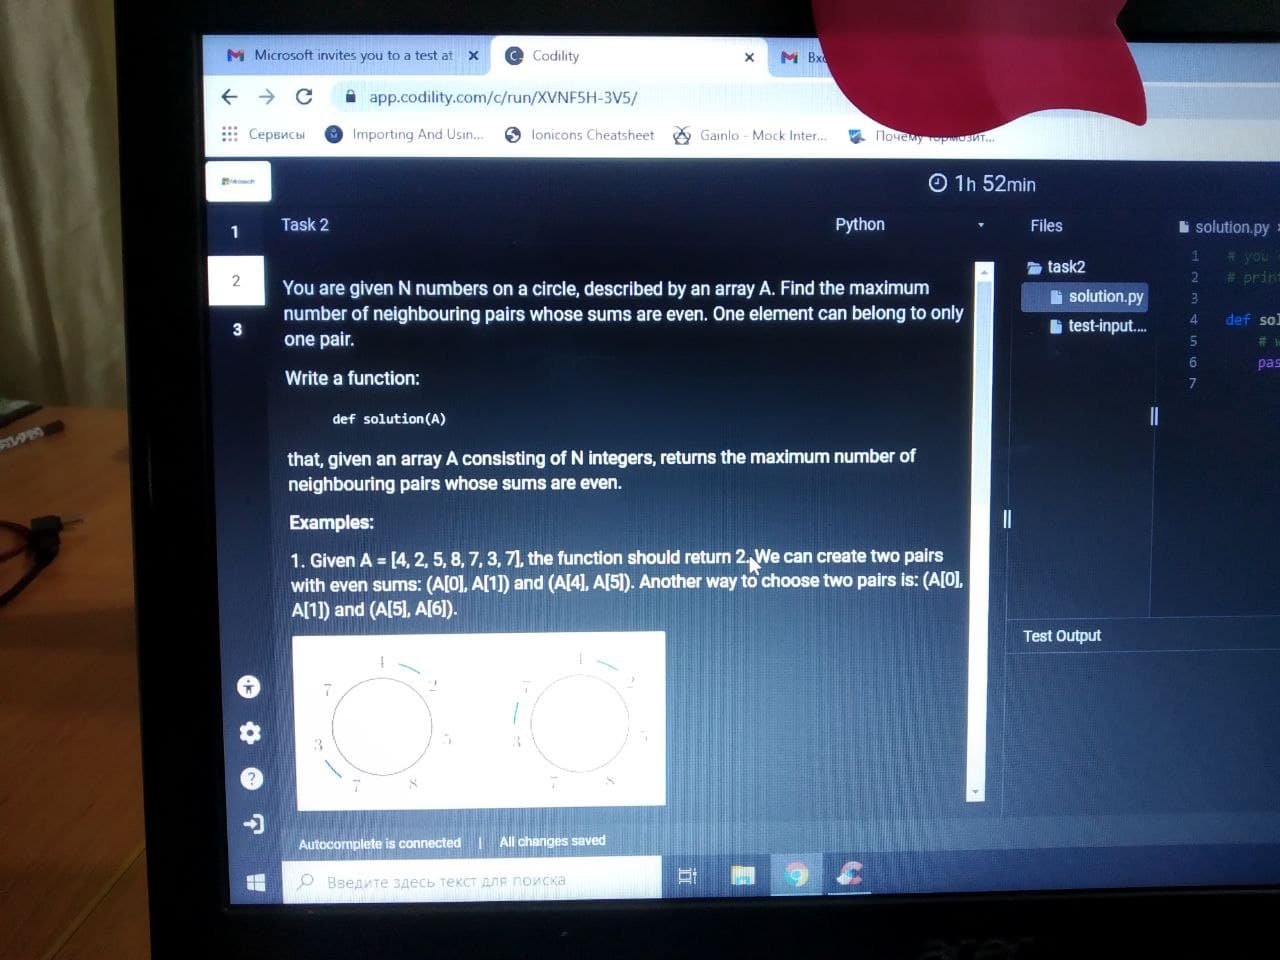 Microsoft invites you to a test at
Codility
app.codility.com/c/run/XVNF5H-3V5/
Сервисы
Importing And Usin...
Ionicons Cheatsheet
Gainlo - Mock Inter...
Почему тормозит...
Microsoft
1h 52min
1
Task 2
Python
Files
solution.py
2
task2
solution.py
test-input....
3
You are given N numbers on a circle, described by an array A. Find the maximum
number of neighbouring pairs whose sums are even. One element can belong to only
one pair.
Write a function:
def solution(A)
that, given an array A consisting of N integers, returns the maximum number of
neighbouring pairs whose sums are even.
Examples:
1. Given A = [4, 2, 5, 8, 7, 3, 7], the function should return 2. We can create two pairs
with even sums: (A[0], A[1]) and (A[4], A[5]). Another way to choose two pairs is: (A[0],
A[1]) and (A[5], A[6]).
1 # you
2 # prin
3
4 def sol
5 #
6 pas
7
Test Output
4
7 2
3 5
7 8
7 2
3 5
7 8
Autocomplete is connected | All changes saved
Введите здесь текст для поиска
acer